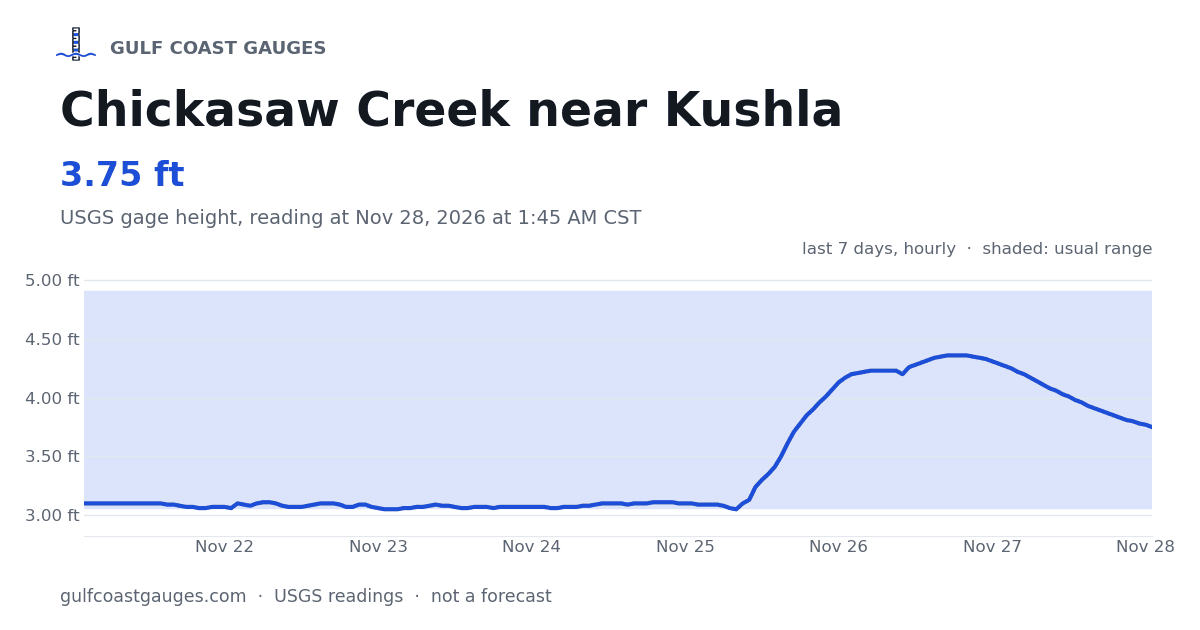 GULF COAST GAUGES
Chickasaw Creek near Kushla
3.75 ft
USGS gage height, reading at Nov 28, 2026 at 1:45 AM CST
last 7 days, hourly · shaded: usual range
5.00 ft
4.50 ft
4.00 ft
3.50 ft
3.00 ft
Nov 22 Nov 23 Nov 24 Nov 25 Nov 26 Nov 27 Nov 28
gulfcoastgauges.com · USGS readings · not a forecast